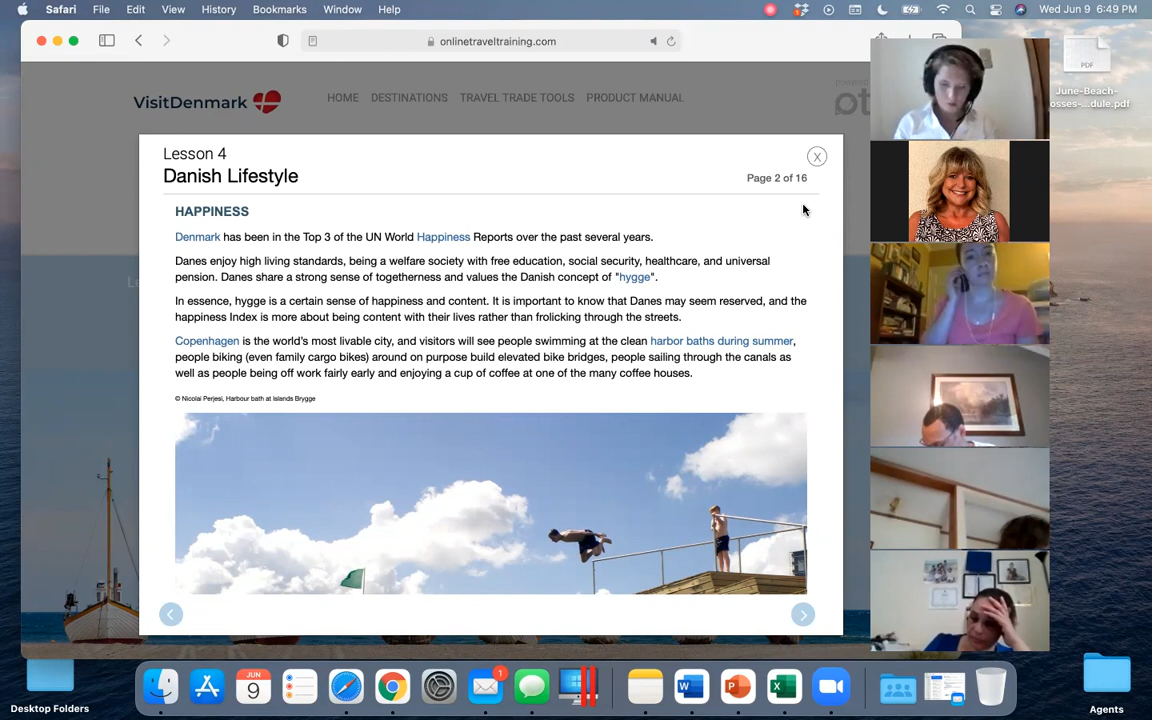 Safari File Edit View History Bookmarks Window Help Wed Jun 9 6:49 PM
onlinetraveltraining.com
VisitDenmark HOME DESTINATIONS TRAVEL TRADE TOOLS PRODUCT MANUAL
powered
ot
PDF
June-Beach-
osses-...dule.pdf
Lesson 4
Danish Lifestyle
Page 2 of 16
X
HAPPINESS
Denmark has been in the Top 3 of the UN World Happiness Reports over the past several years.
Danes enjoy high living standards, being a welfare society with free education, social security, healthcare, and universal
pension. Danes share a strong sense of togetherness and values the Danish concept of "hygge".
In essence, hygge is a certain sense of happiness and content. It is important to know that Danes may seem reserved, and the
happiness Index is more about being content with their lives rather than frolicking through the streets.
Copenhagen is the world's most livable city, and visitors will see people swimming at the clean harbor baths during summer,
people biking (even family cargo bikes) around on purpose build elevated bike bridges, people sailing through the canals as
well as people being off work fairly early and enjoying a cup of coffee at one of the many coffee houses.
© Nicolai Perjesi, Harbour bath at Islands Brygge
JUN
9
1
W
P
X
Desktop Folders
Agents